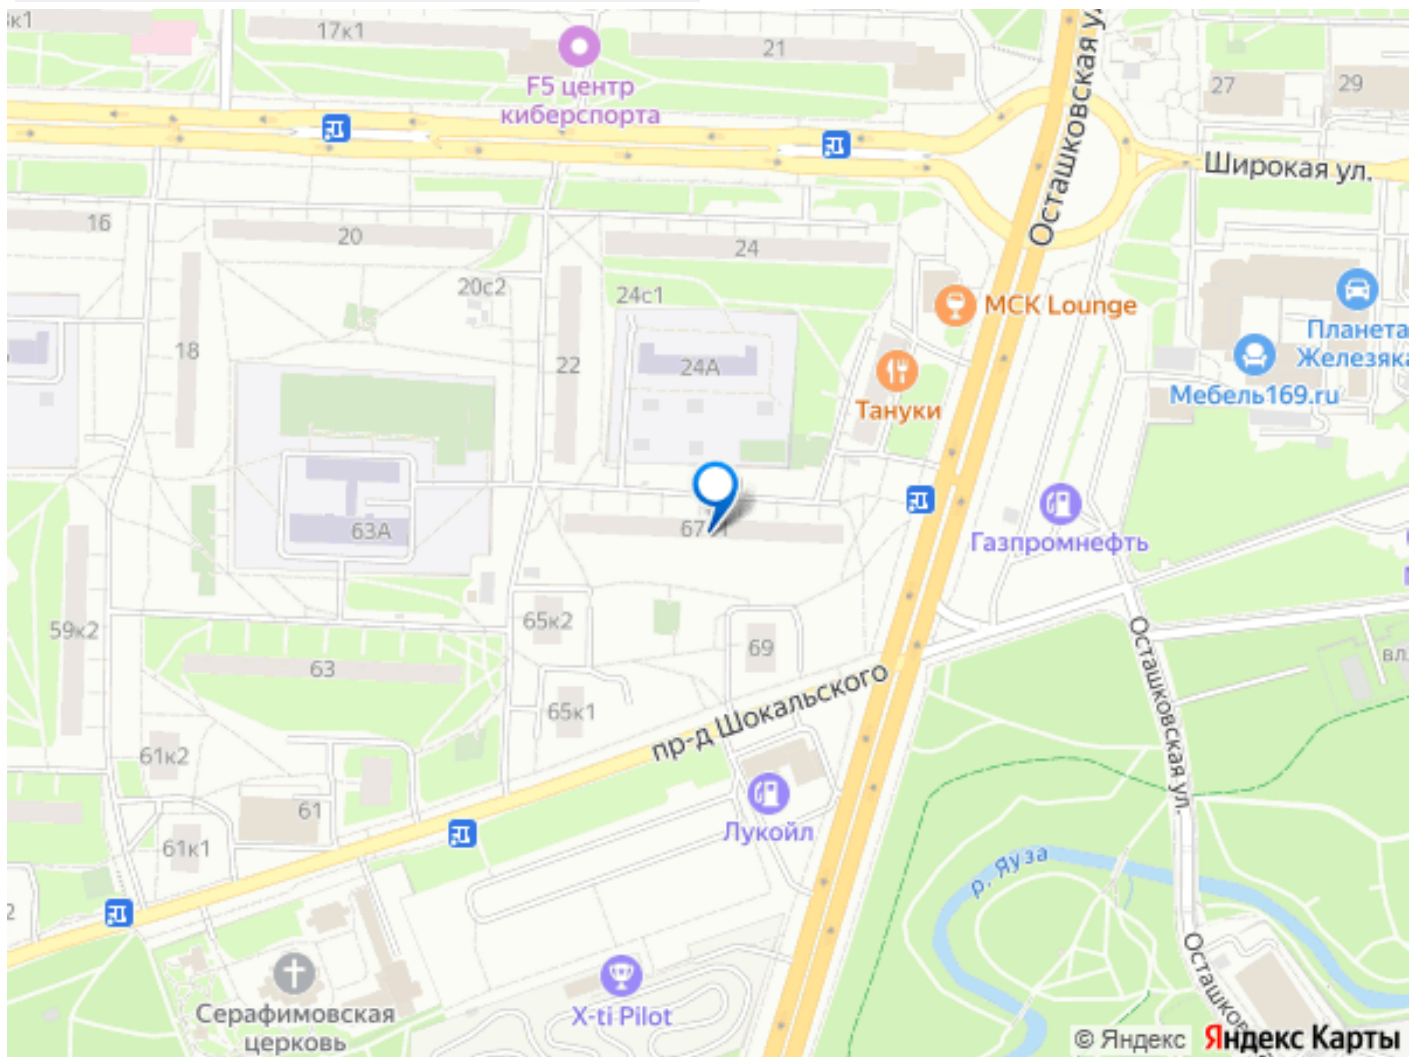 17к1
21
F5 центр
киберспорта
Осташковская ул.
27
29
Широкая ул.
16
20
24
20с2
24с1
МСК Lounge
Планета
Железяка
18
22
24А
Мебель169.ru
Тануки
63А
Газпромнефть
59к2
65к2
63
69
65к1
пр-д Шокальского
Осташковская ул.
вл.
61к2
61
61к1
Лукойл
р. Яуза
Серафимовская
церковь
X-ti Pilot
© Яндекс Яндекс Карты